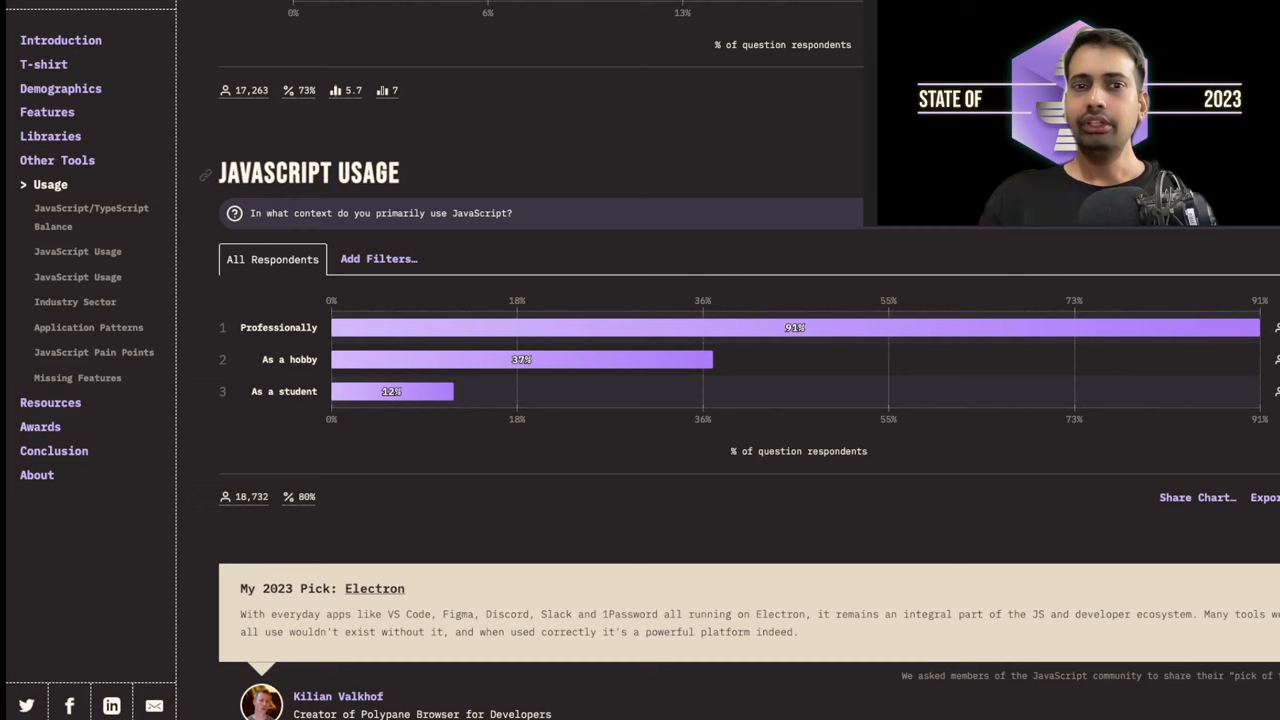 0% 6% 13%
% of question respondents
17,263 73% 5.7 7
Introduction
T-shirt
Demographics
Features
Libraries
Other Tools
> Usage
JavaScript/TypeScript
Balance
JavaScript Usage
JavaScript Usage
Industry Sector
Application Patterns
JavaScript Pain Points
Missing Features
Resources
Awards
Conclusion
About
STATE OF 2023
JAVASCRIPT USAGE
? In what context do you primarily use JavaScript?
All Respondents Add Filters…
0% 18% 36% 55% 73% 91%
1 Professionally 91%
2 As a hobby 37%
3 As a student 12%
0% 18% 36% 55% 73% 91%
% of question respondents
18,732 80%
Share Chart…
My 2023 Pick: Electron
With everyday apps like VS Code, Figma, Discord, Slack and 1Password all running on Electron, it remains an integral part of the JS and developer ecosystem. Many tools
all use wouldn't exist without it, and when used correctly it's a powerful platform indeed.
We asked members of the JavaScript community to share their "pick of
Kilian Valkhof
Creator of Polypane Browser for Developers